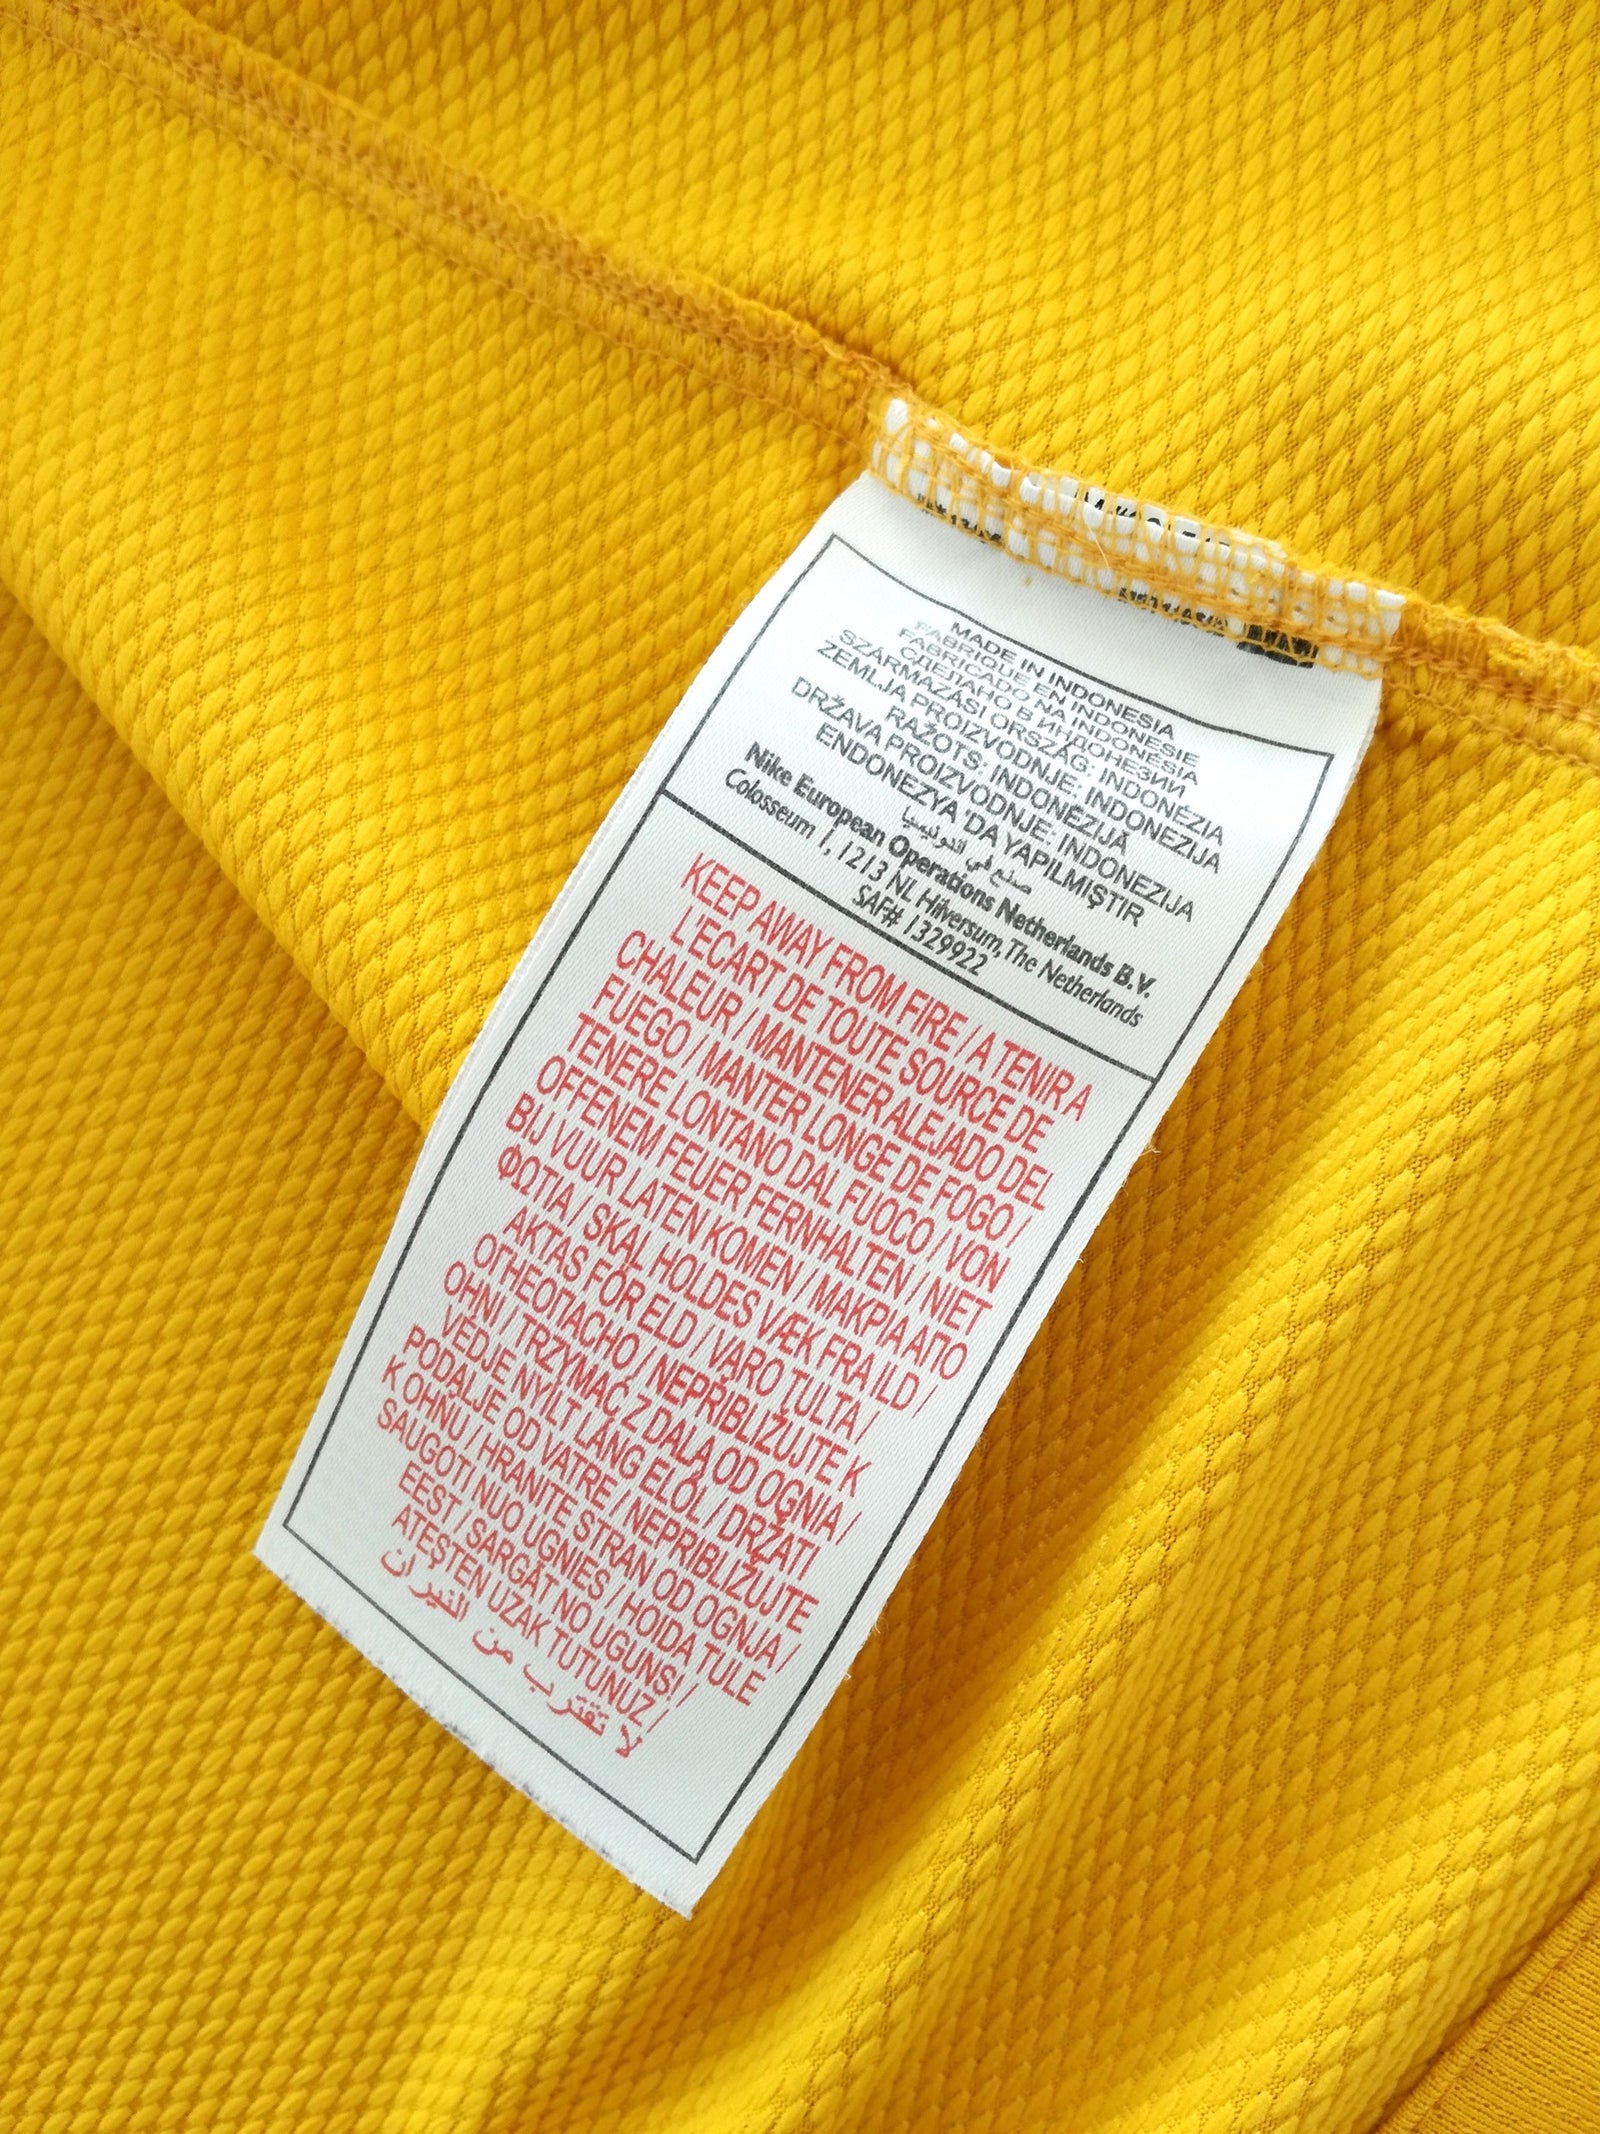 MADE IN INDONESIA
FABRIQUE EN INDONESIE
FABRICADO EN INDONESIA
СДЕЛАНО В ИНДОНЕЗИИ
SZÁRMAZÁSI ORSZÁG: INDONÉZIA
ZEMLJA PROIZVODNJE: INDONEZIJA
RAŽOTS: INDONĒZIJĀ
DRŽAVA PROIZVODNJE: INDONEZIJA
ENDONEZYA 'DA YAPILMIŞTIR
صنع في اندونيسيا
Nike European Operations Netherlands B.V.
Colosseum 1, 1213 NL Hilversum, The Netherlands
SAF# 1329922
KEEP AWAY FROM FIRE / A TENIR A
L'ECART DE TOUTE SOURCE DE
CHALEUR / MANTENER ALEJADO DEL
FUEGO / MANTER LONGE DE FOGO /
TENERE LONTANO DAL FUOCO / VON
OFFENEM FEUER FERNHALTEN / NIET
BIJ VUUR LATEN KOMEN / ΜΑΚΡΙΑ ΑΠΟ
ΦΩΤΙΑ / SKAL HOLDES VÆK FRA ILD /
AKTAS FÖR ELD / VARO TULTA /
ОГНЕОПАСНО / NEPŘIBLIŽUJTE K
OHNI / TRZYMAĆ Z DALA OD OGNIA /
VÉDJE NYÍLT LÁNG ELŐL / DRŽATI
PODALJE OD VATRE / NEPRIBLIŽUJTE
K OHŇU / HRANITE STRAN OD OGNJA /
SAUGOTI NUO UGNIES / HOIDA TULE
EEST / SARGĀT NO UGUNS! /
ATEŞTEN UZAK TUTUNUZ /
لا تقترب من النيران